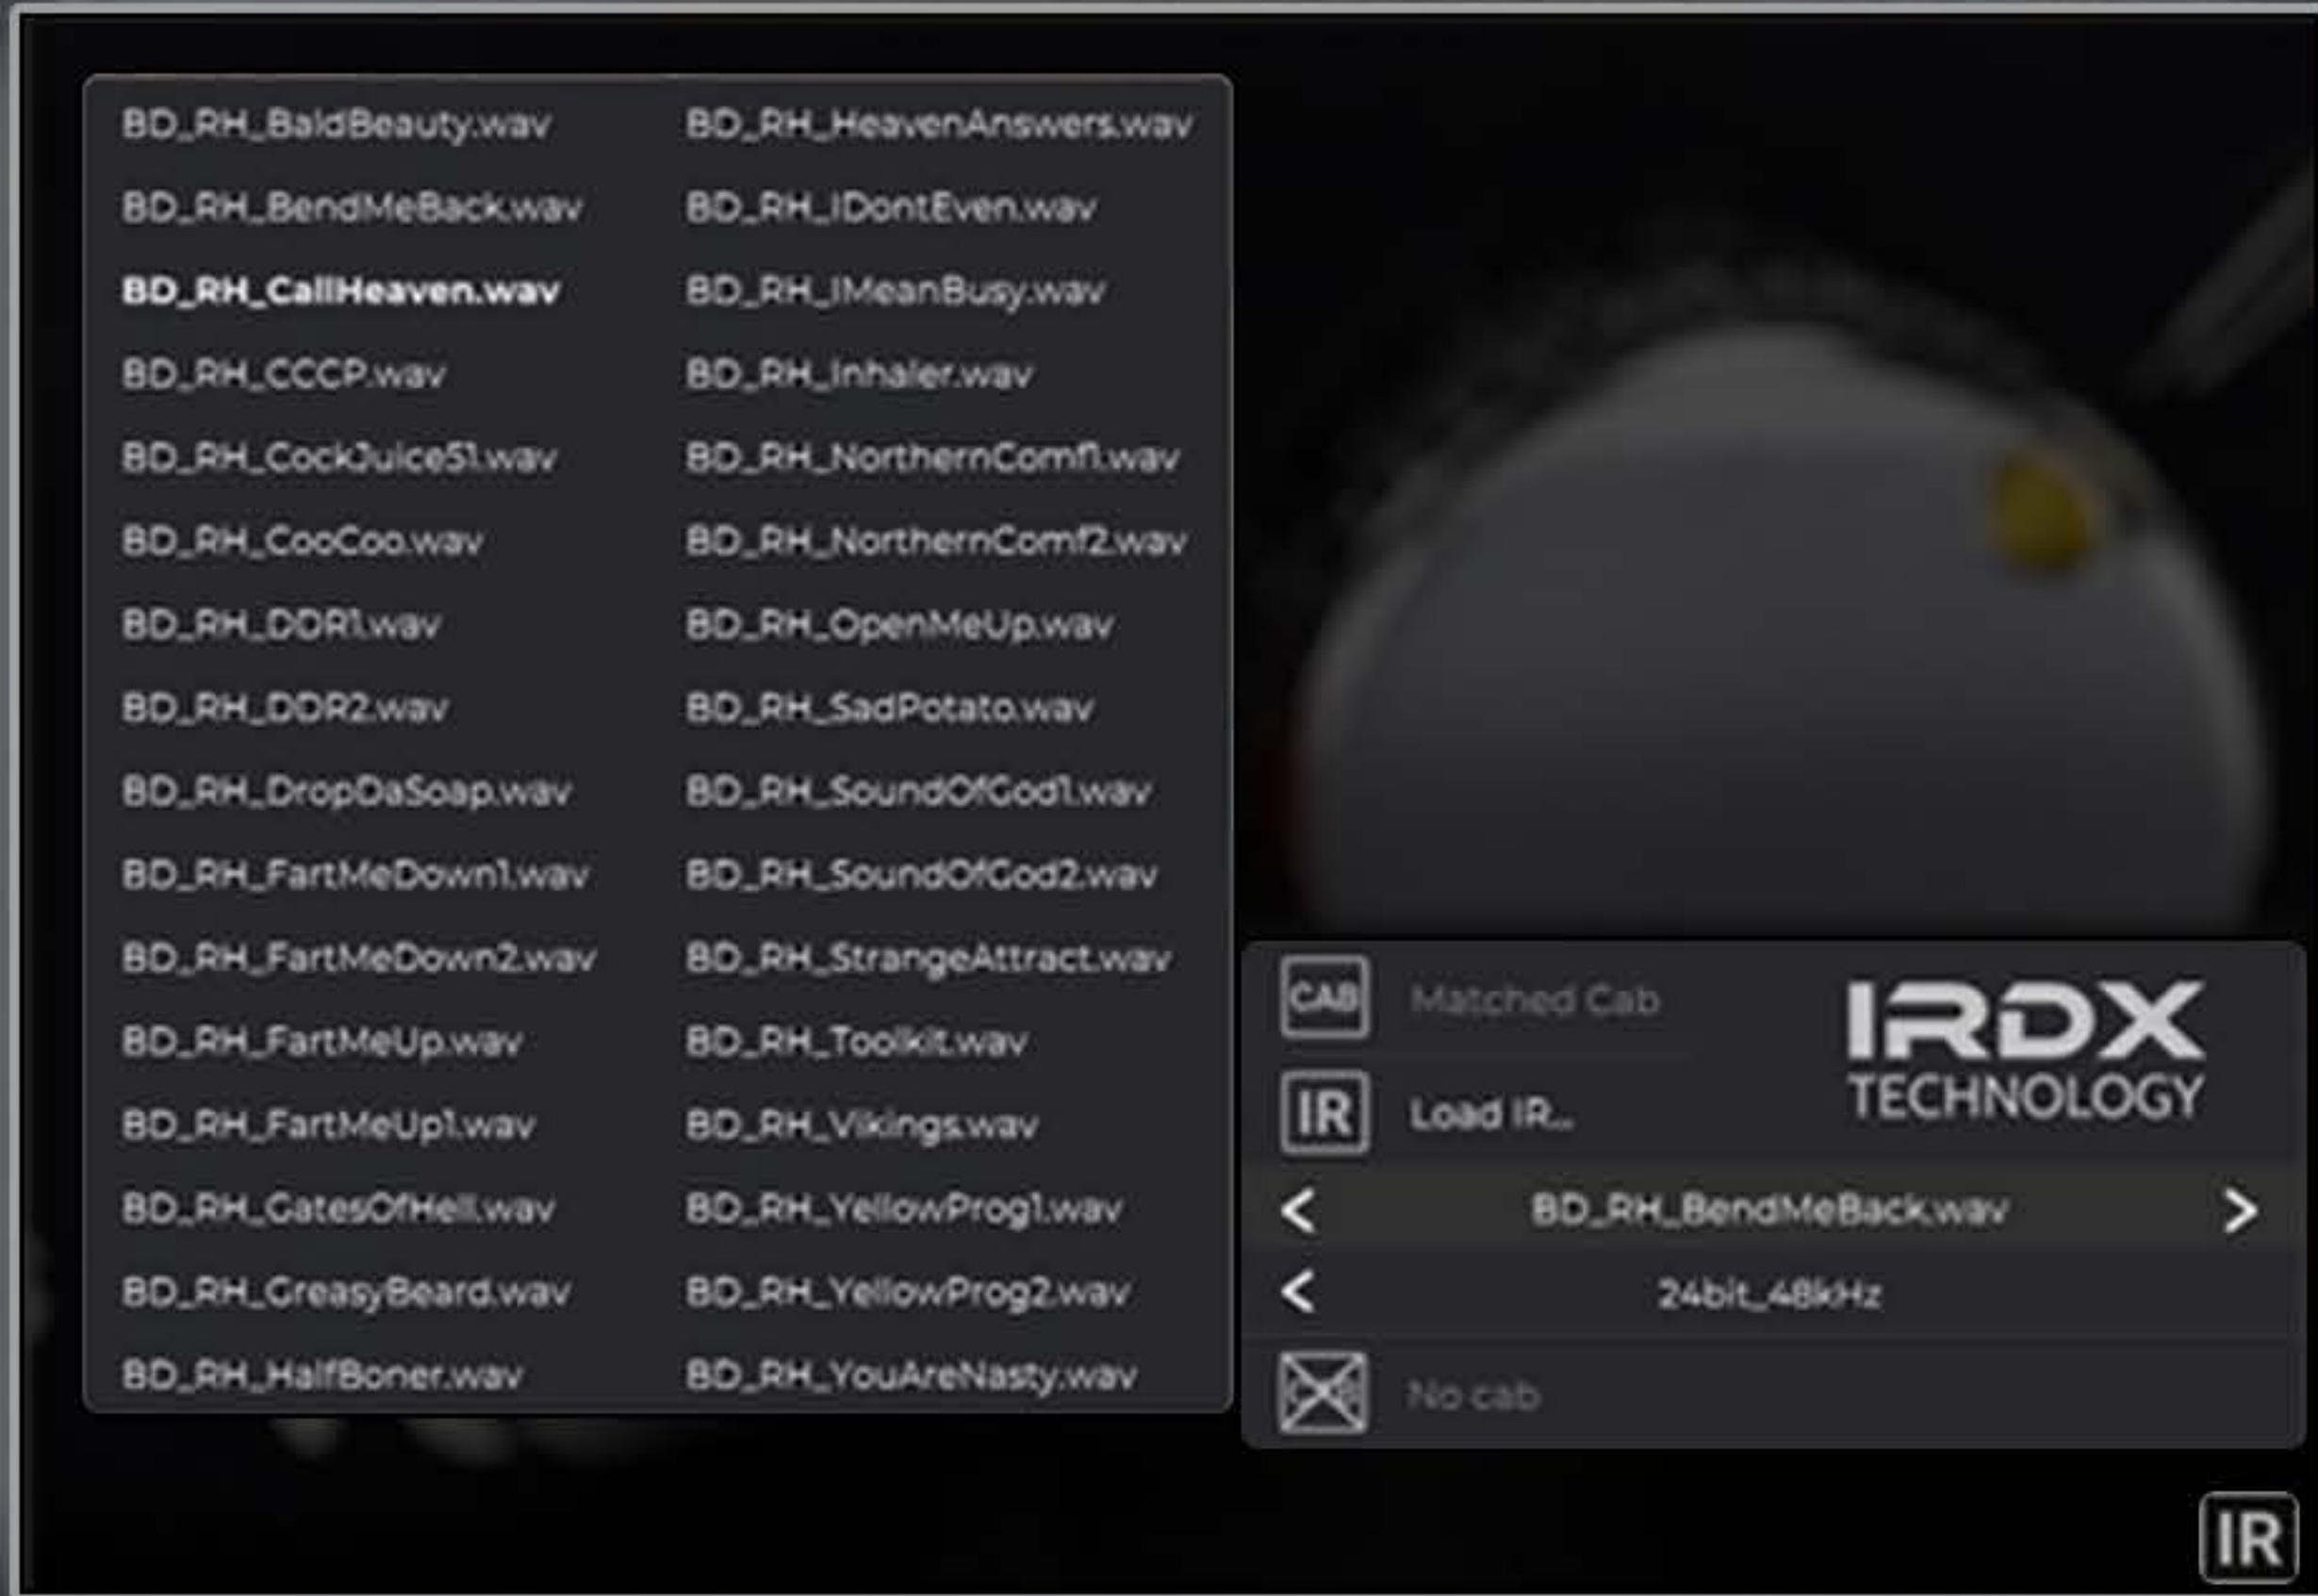 BD_RH_BaldBeauty.wav
BD_RH_BendMeBack.wav
BD_RH_CallHeaven.wav
BD_RH_CCCP.wav
BD_RH_CockJuice51.wav
BD_RH_CooCoo.wav
BD_RH_DDR1.wav
BD_RH_DDR2.wav
BD_RH_DropDaSoap.wav
BD_RH_FartMeDown1.wav
BD_RH_FartMeDown2.wav
BD_RH_FartMeUp.wav
BD_RH_FartMeUp1.wav
BD_RH_GatesOfHell.wav
BD_RH_GreasyBeard.wav
BD_RH_HalfBoner.wav
BD_RH_HeavenAnswers.wav
BD_RH_IDontEven.wav
BD_RH_IMeanBusy.wav
BD_RH_Inhaler.wav
BD_RH_NorthernComf1.wav
BD_RH_NorthernComf2.wav
BD_RH_OpenMeUp.wav
BD_RH_SadPotato.wav
BD_RH_SoundOfGod1.wav
BD_RH_SoundOfGod2.wav
BD_RH_StrangeAttract.wav
BD_RH_Toolkit.wav
BD_RH_Vikings.wav
BD_RH_YellowProg1.wav
BD_RH_YellowProg2.wav
BD_RH_YouAreNasty.wav
CAB Matched Cab
IRDX
TECHNOLOGY
IR Load IR...
< BD_RH_BendMeBack.wav >
< 24bit_48kHz
No cab
IR